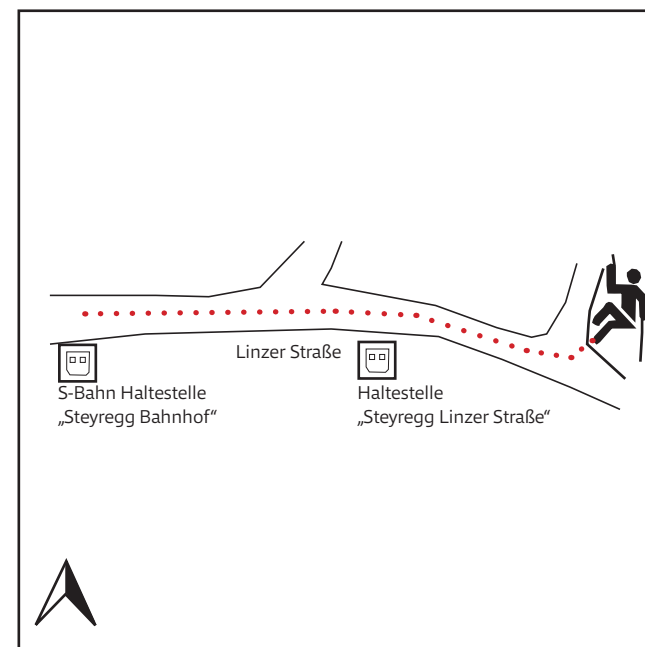 Linzer Straße
S-Bahn Haltestelle
„Steyregg Bahnhof“
Haltestelle
„Steyregg Linzer Straße“